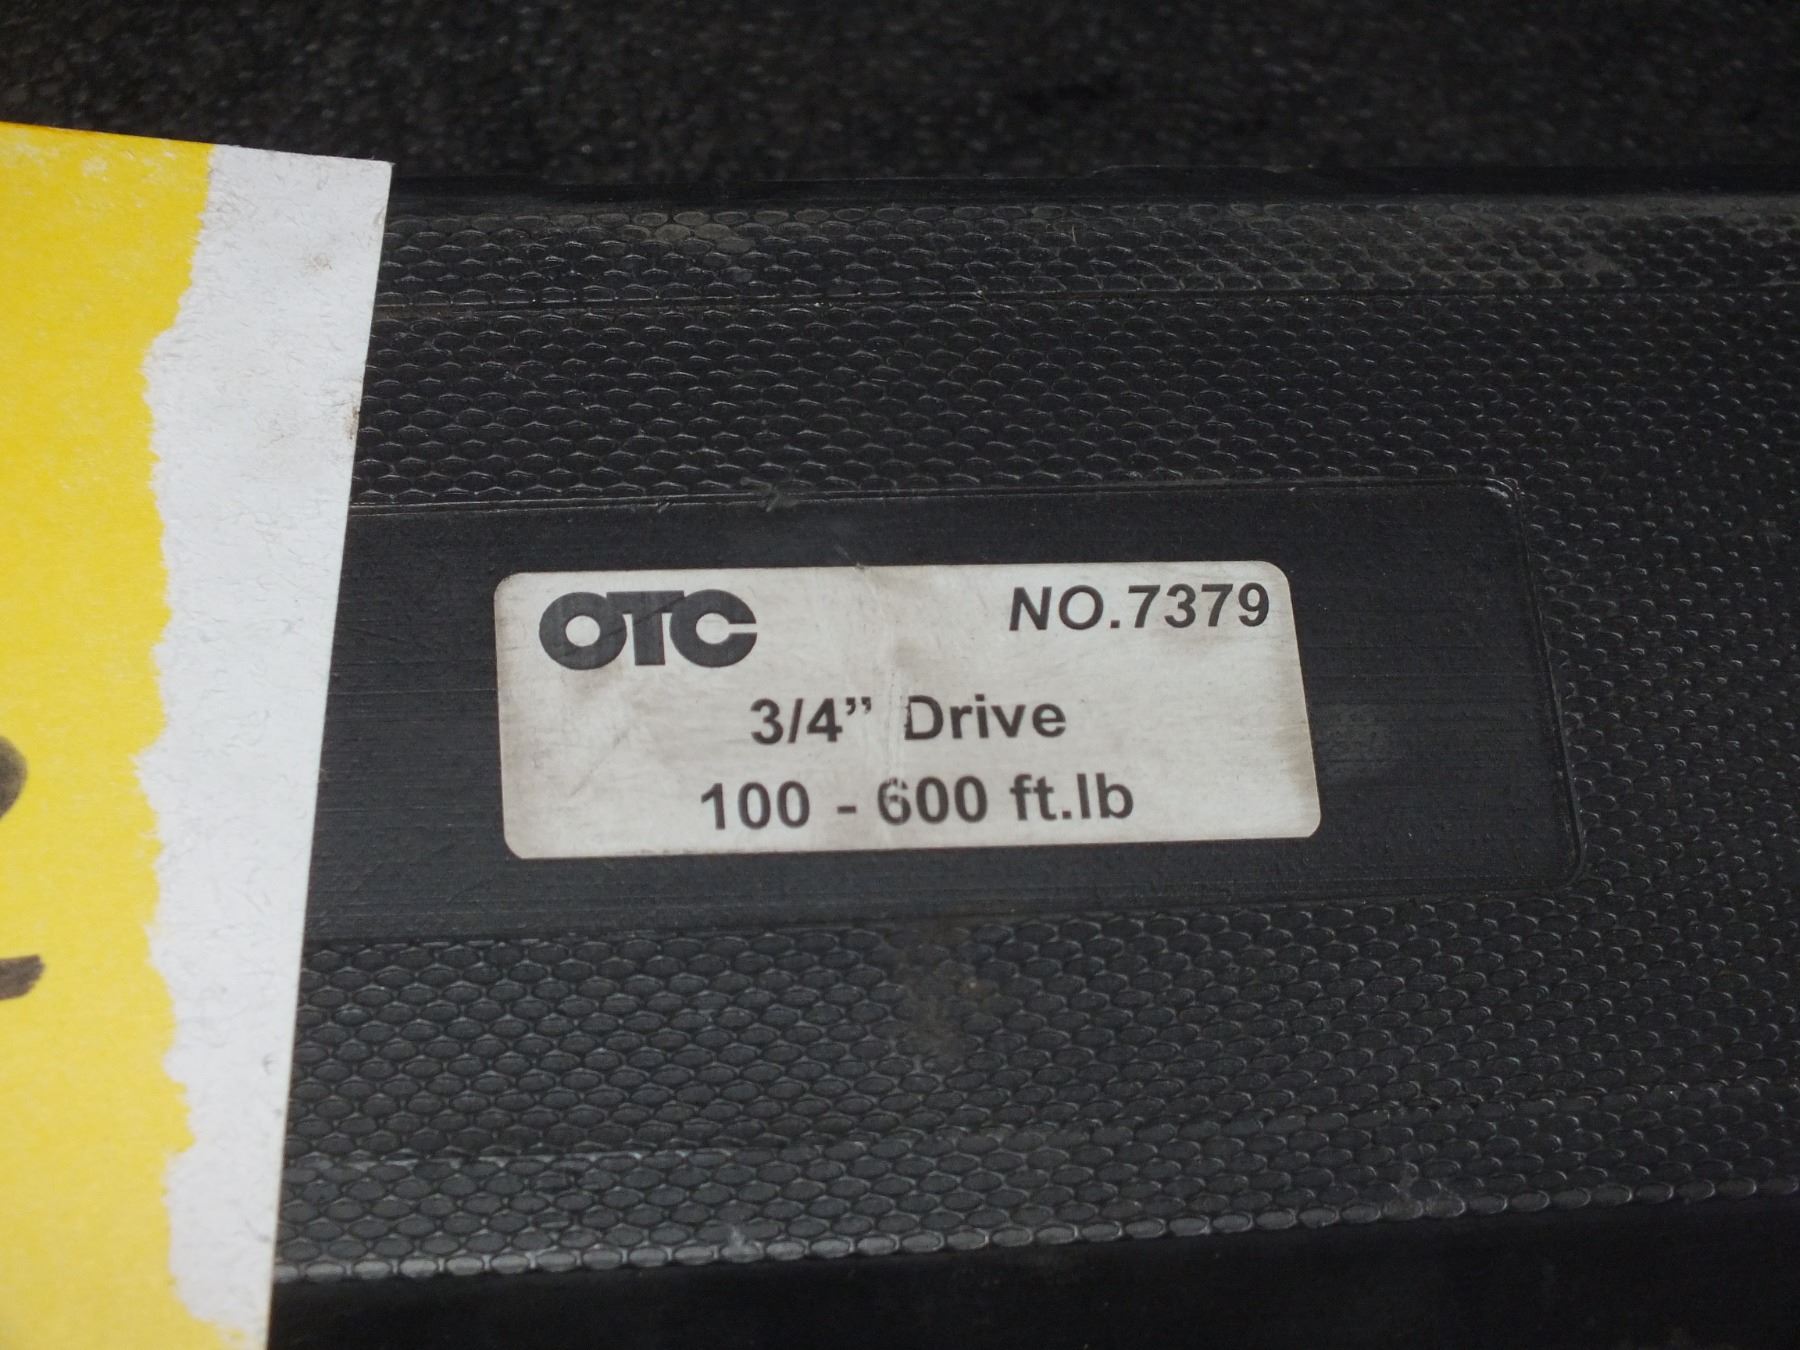 OTC NO.7379
3/4” Drive
100 - 600 ft.lb